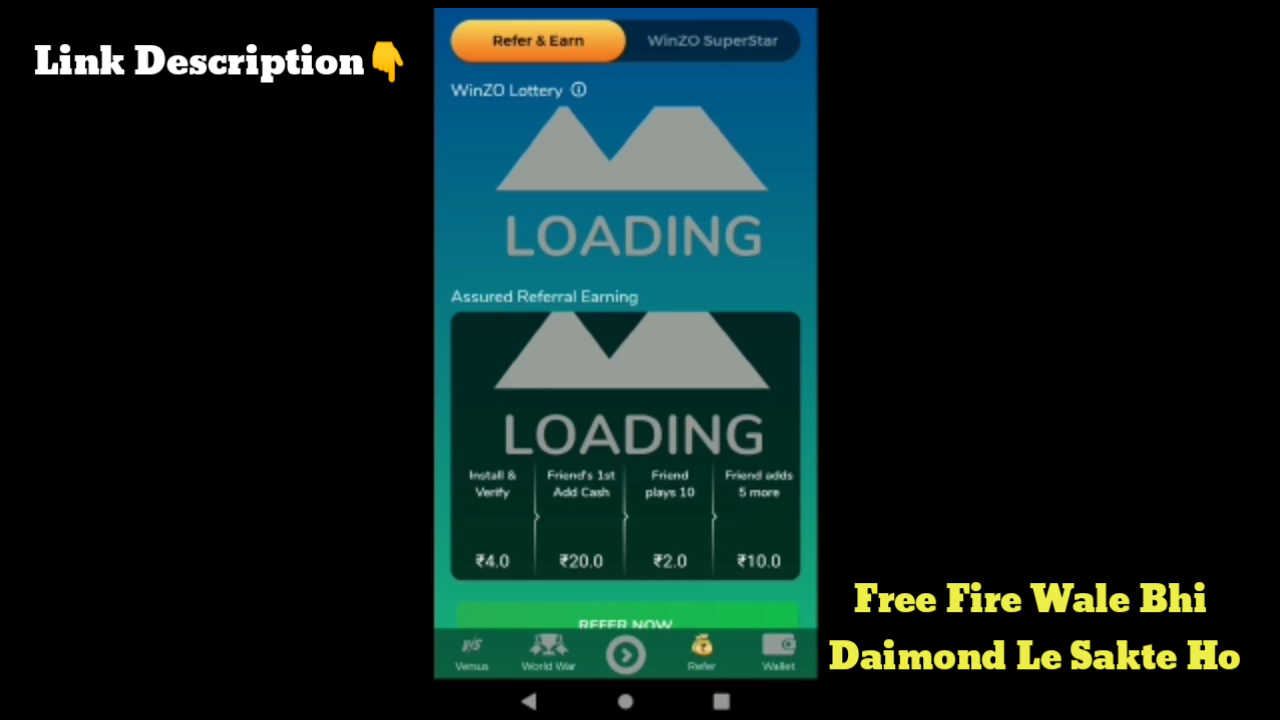 Link Description👇
Refer & Earn
WinZO SuperStar
WinZO Lottery
LOADING
Assured Referral Earning
LOADING
Install & Verify
Friend's 1st Add Cash
Friend plays 10
Friend adds 5 more
₹4.0
₹20.0
₹2.0
₹10.0
REFER NOW
Venus
World War
Refer
Wallet
Free Fire Wale Bhi
Daimond Le Sakte Ho